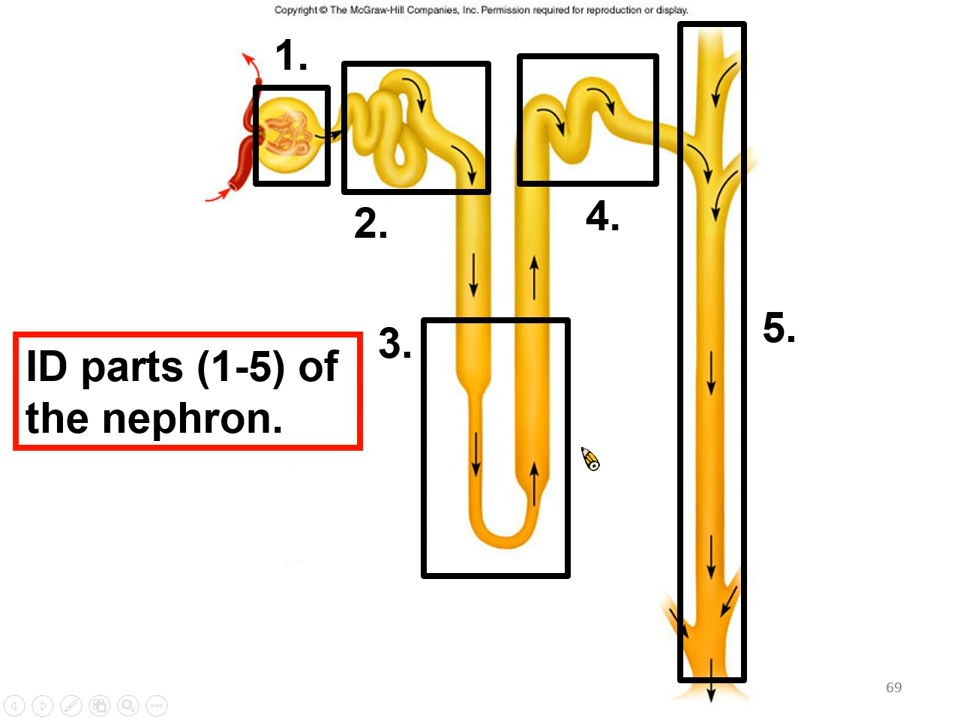 Copyright © The McGraw-Hill Companies, Inc. Permission required for reproduction or display.
1.
2.
4.
3.
5.
ID parts (1-5) of
the nephron.
69